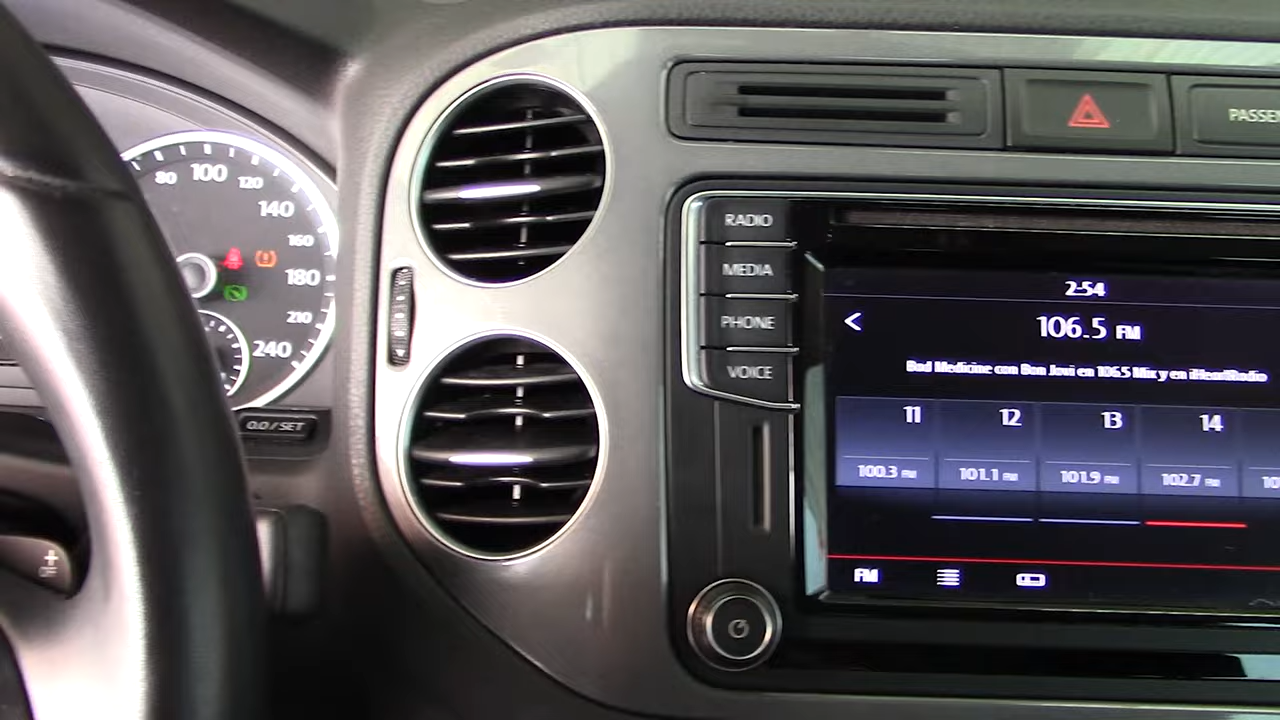 80 100 120
140
160
180
210
240
0.0 / SET
OFF
PASSE
RADIO
MEDIA
PHONE
VOICE
2:54
106.5 FM
Bad Medicine con Bon Jovi en 106.5 Mix y en iHeartRadio
11 12 13 14
100.3 FM 101.1 FM 101.9 FM 102.7 FM 10
FM